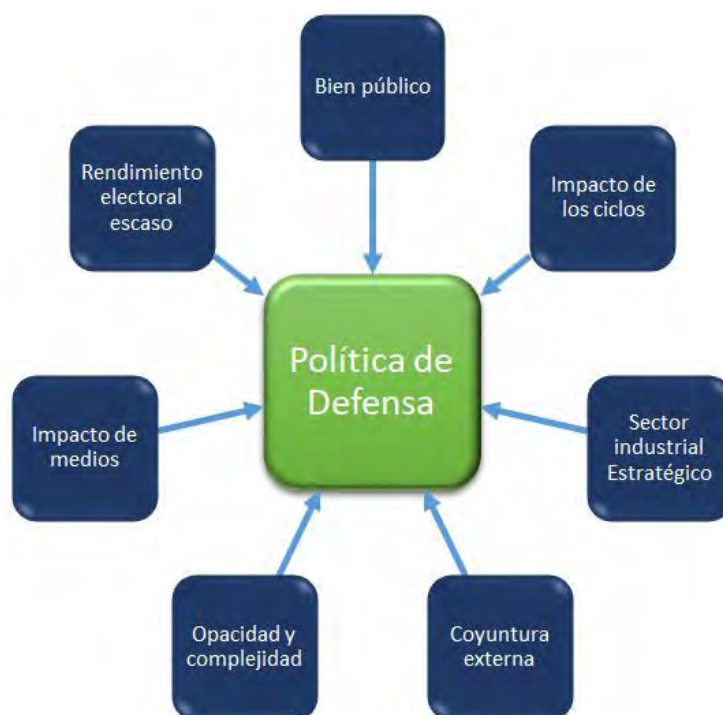 Bien público
Rendimiento
electoral
escaso
Impacto de
los ciclos
Política de
Defensa
Impacto de
medios
Sector
industrial
Estratégico
Opacidad y
complejidad
Coyuntura
externa